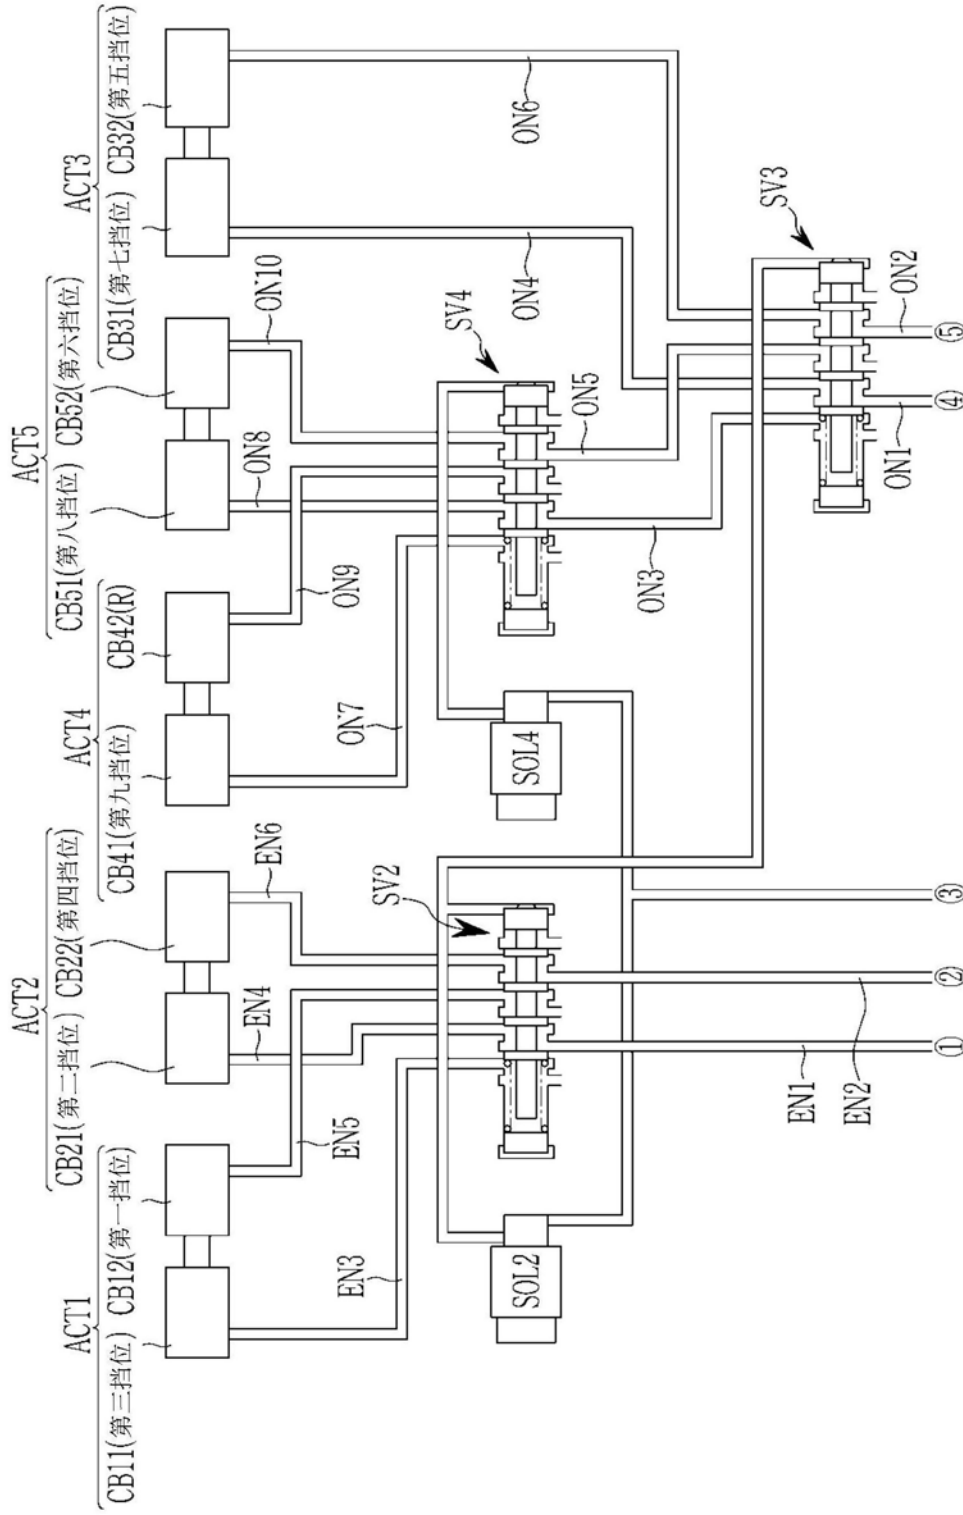 ACT1
CB11(第三挡位)
CB12(第一挡位)
ACT2
CB21(第二挡位)
CB22(第四挡位)
ACT4
CB41(第九挡位)
CB42(R)
ACT5
CB51(第八挡位)
CB52(第六挡位)
ACT3
CB31(第七挡位)
CB32(第五挡位)
EN3
EN5
EN4
EN6
ON7
ON9
ON8
ON10
ON4
ON6
SOL2
SV2
SOL4
SV4
ON3
ON5
SV3
EN1
EN2
ON1
ON2
①
②
③
④
⑤